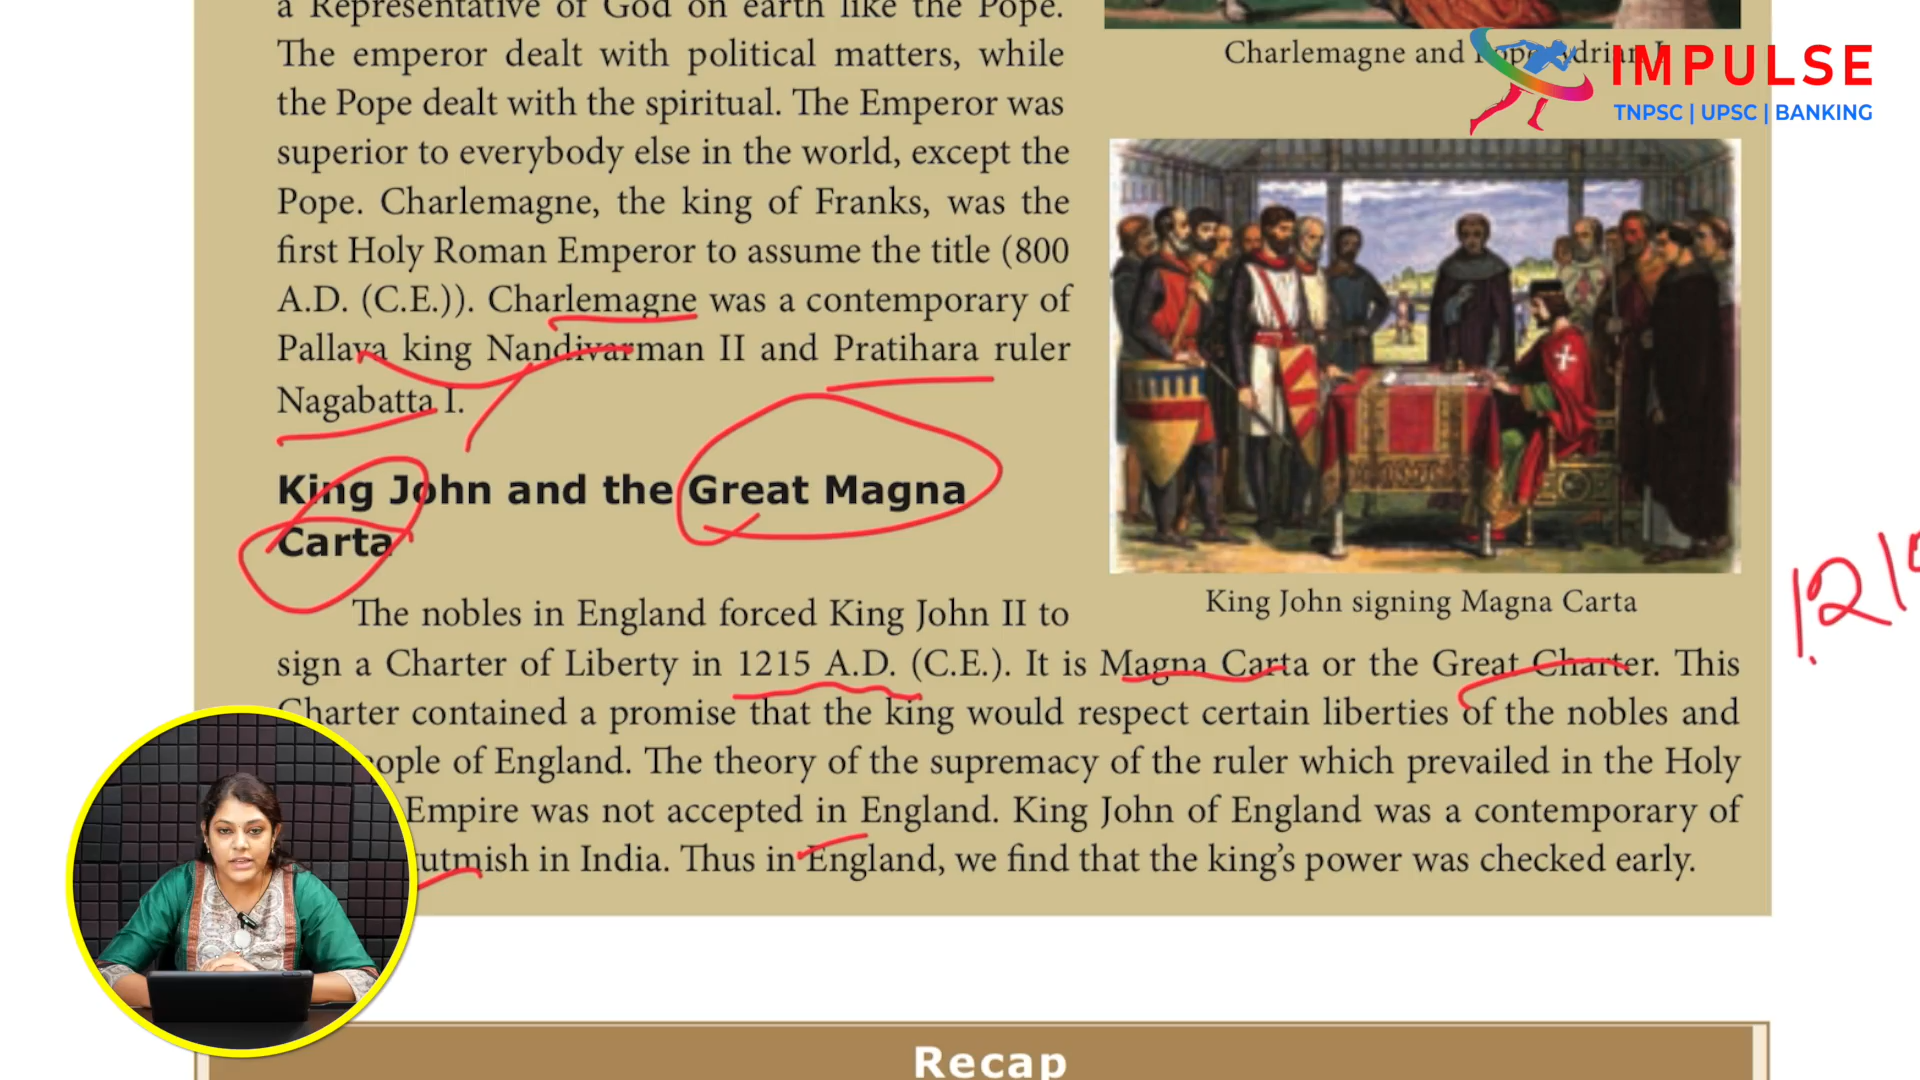 a Representative of God on earth like the Pope.
The emperor dealt with political matters, while
the Pope dealt with the spiritual. The Emperor was
superior to everybody else in the world, except the
Pope. Charlemagne, the king of Franks, was the
first Holy Roman Emperor to assume the title (800
A.D. (C.E.)). Charlemagne was a contemporary of
Pallava king Nandivarman II and Pratihara ruler
Nagabatta I.
Charlemagne and Pope Adrian I
IMPULSE
TNPSC | UPSC | BANKING
King John and the Great Magna
Carta
King John signing Magna Carta
The nobles in England forced King John II to
sign a Charter of Liberty in 1215 A.D. (C.E.). It is Magna Carta or the Great Charter. This
Charter contained a promise that the king would respect certain liberties of the nobles and
people of England. The theory of the supremacy of the ruler which prevailed in the Holy
Empire was not accepted in England. King John of England was a contemporary of
utmish in India. Thus in England, we find that the king's power was checked early.
121
Recap